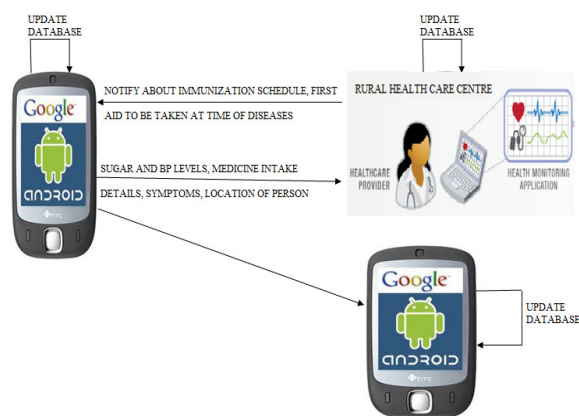 UPDATE
DATABASE
UPDATE
DATABASE
Google
ANDROID
HTC
NOTIFY ABOUT IMMUNIZATION SCHEDULE, FIRST
AID TO BE TAKEN AT TIME OF DISEASES
SUGAR AND BP LEVELS, MEDICINE INTAKE
DETAILS, SYMPTOMS, LOCATION OF PERSON
RURAL HEALTH CARE CENTRE
HEALTHCARE
PROVIDER
HEALTH MONITORING
APPLICATION
Google
ANDROID
HTC
UPDATE
DATABASE